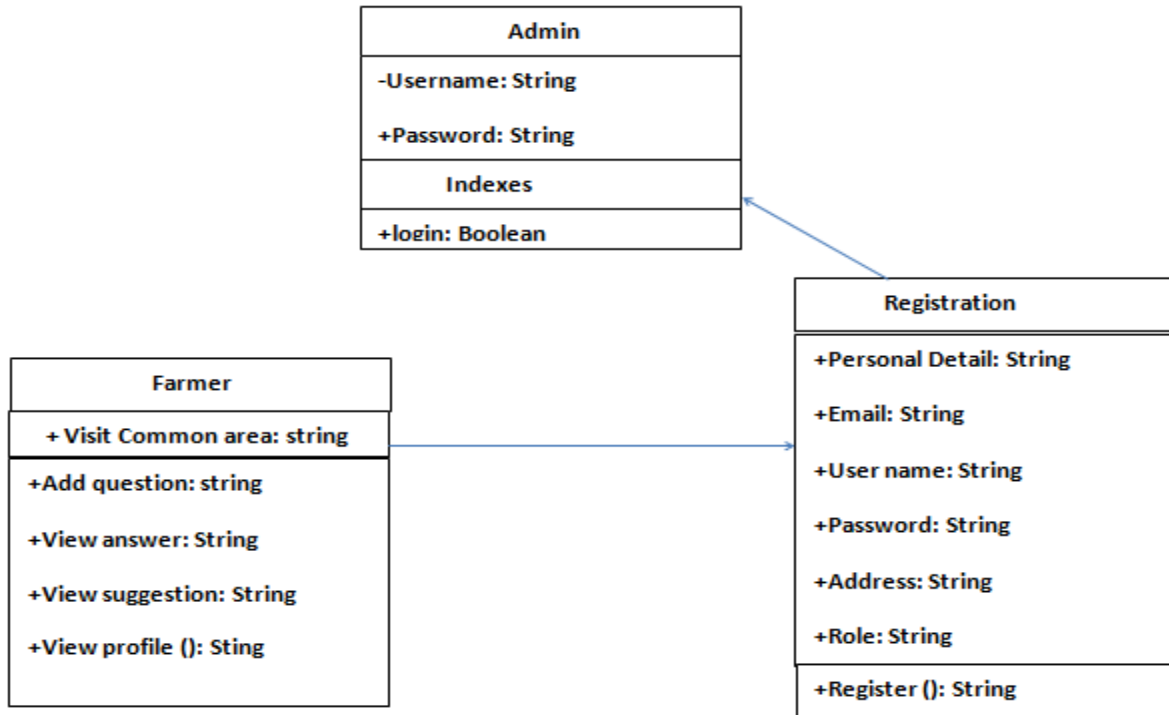 Admin
-Username: String
+Password: String
Indexes
+login: Boolean
Registration
+Personal Detail: String
+Email: String
+User name: String
+Password: String
+Address: String
+Role: String
+Register (): String
Farmer
+ Visit Common area: string
+Add question: string
+View answer: String
+View suggestion: String
+View profile (): Sting